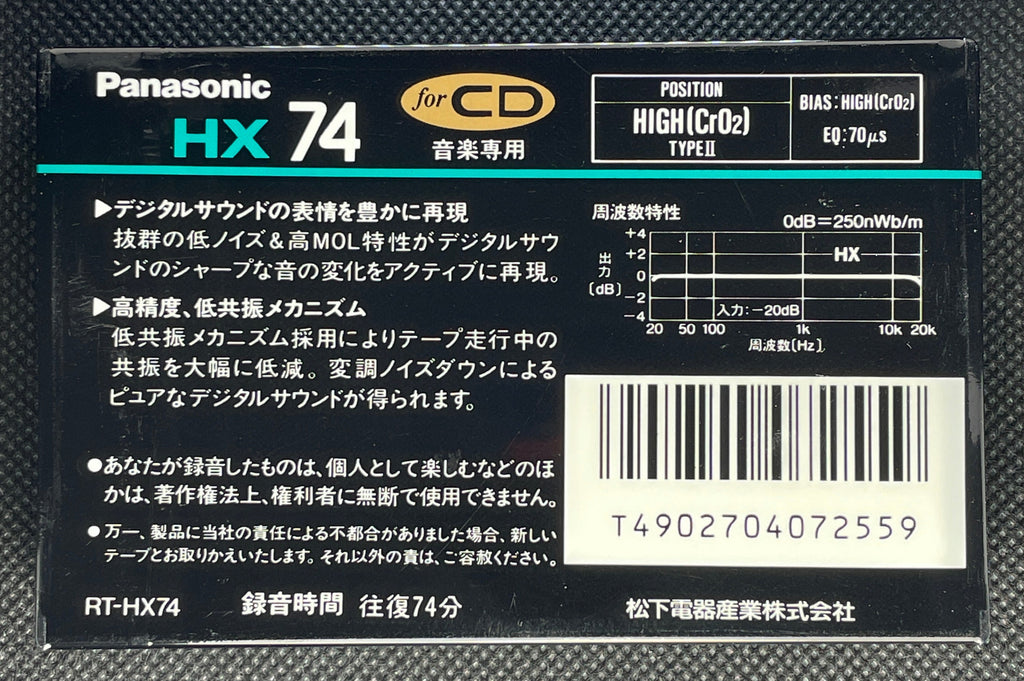 Panasonic
HX 74
for CD
音楽専用
POSITION
HIGH(CrO2)
TYPEⅡ
BIAS:HIGH(CrO2)
EQ:70μs
▶デジタルサウンドの表情を豊かに再現
抜群の低ノイズ&高MOL特性がデジタルサウ
ンドのシャープな音の変化をアクティブに再現。
▶高精度、低共振メカニズム
低共振メカニズム採用によりテープ走行中の
共振を大幅に低減。変調ノイズダウンによる
ピュアなデジタルサウンドが得られます。
周波数特性
0dB=250nWb/m
出力(dB)
+4
+2
0
-2
-4
HX
入力:-20dB
20 50 100 1k 10k 20k
周波数(Hz)
●あなたが録音したものは、個人として楽しむなどのほ
かは、著作権法上、権利者に無断で使用できません。
●万一、製品に当社の責任による不都合がありました場合、新しい
テープとお取りかえいたします。それ以外の責は、ご容赦ください。
T4902704072559
RT-HX74 録音時間 往復74分
松下電器産業株式会社